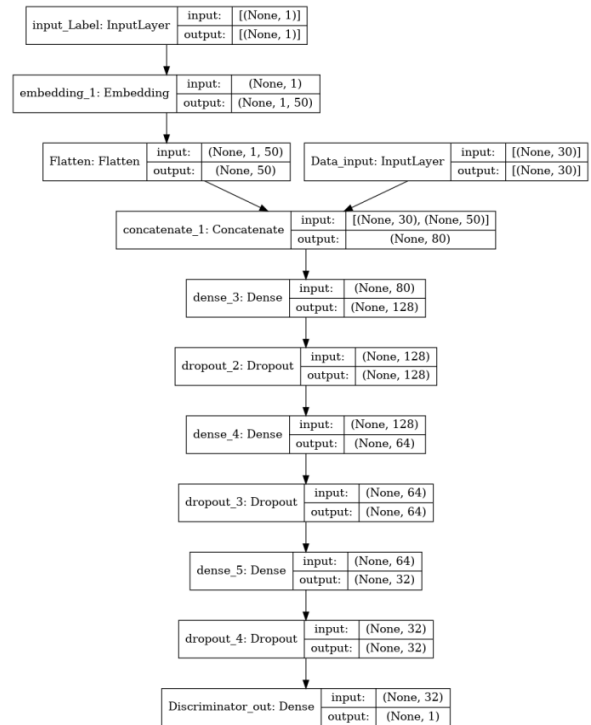 input_Label: InputLayer
input: [(None, 1)]
output: [(None, 1)]
embedding_1: Embedding
input: (None, 1)
output: (None, 1, 50)
Flatten: Flatten
input: (None, 1, 50)
output: (None, 50)
Data_input: InputLayer
input: [(None, 30)]
output: [(None, 30)]
concatenate_1: Concatenate
input: [(None, 30), (None, 50)]
output: (None, 80)
dense_3: Dense
input: (None, 80)
output: (None, 128)
dropout_2: Dropout
input: (None, 128)
output: (None, 128)
dense_4: Dense
input: (None, 128)
output: (None, 64)
dropout_3: Dropout
input: (None, 64)
output: (None, 64)
dense_5: Dense
input: (None, 64)
output: (None, 32)
dropout_4: Dropout
input: (None, 32)
output: (None, 32)
Discriminator_out: Dense
input: (None, 32)
output: (None, 1)